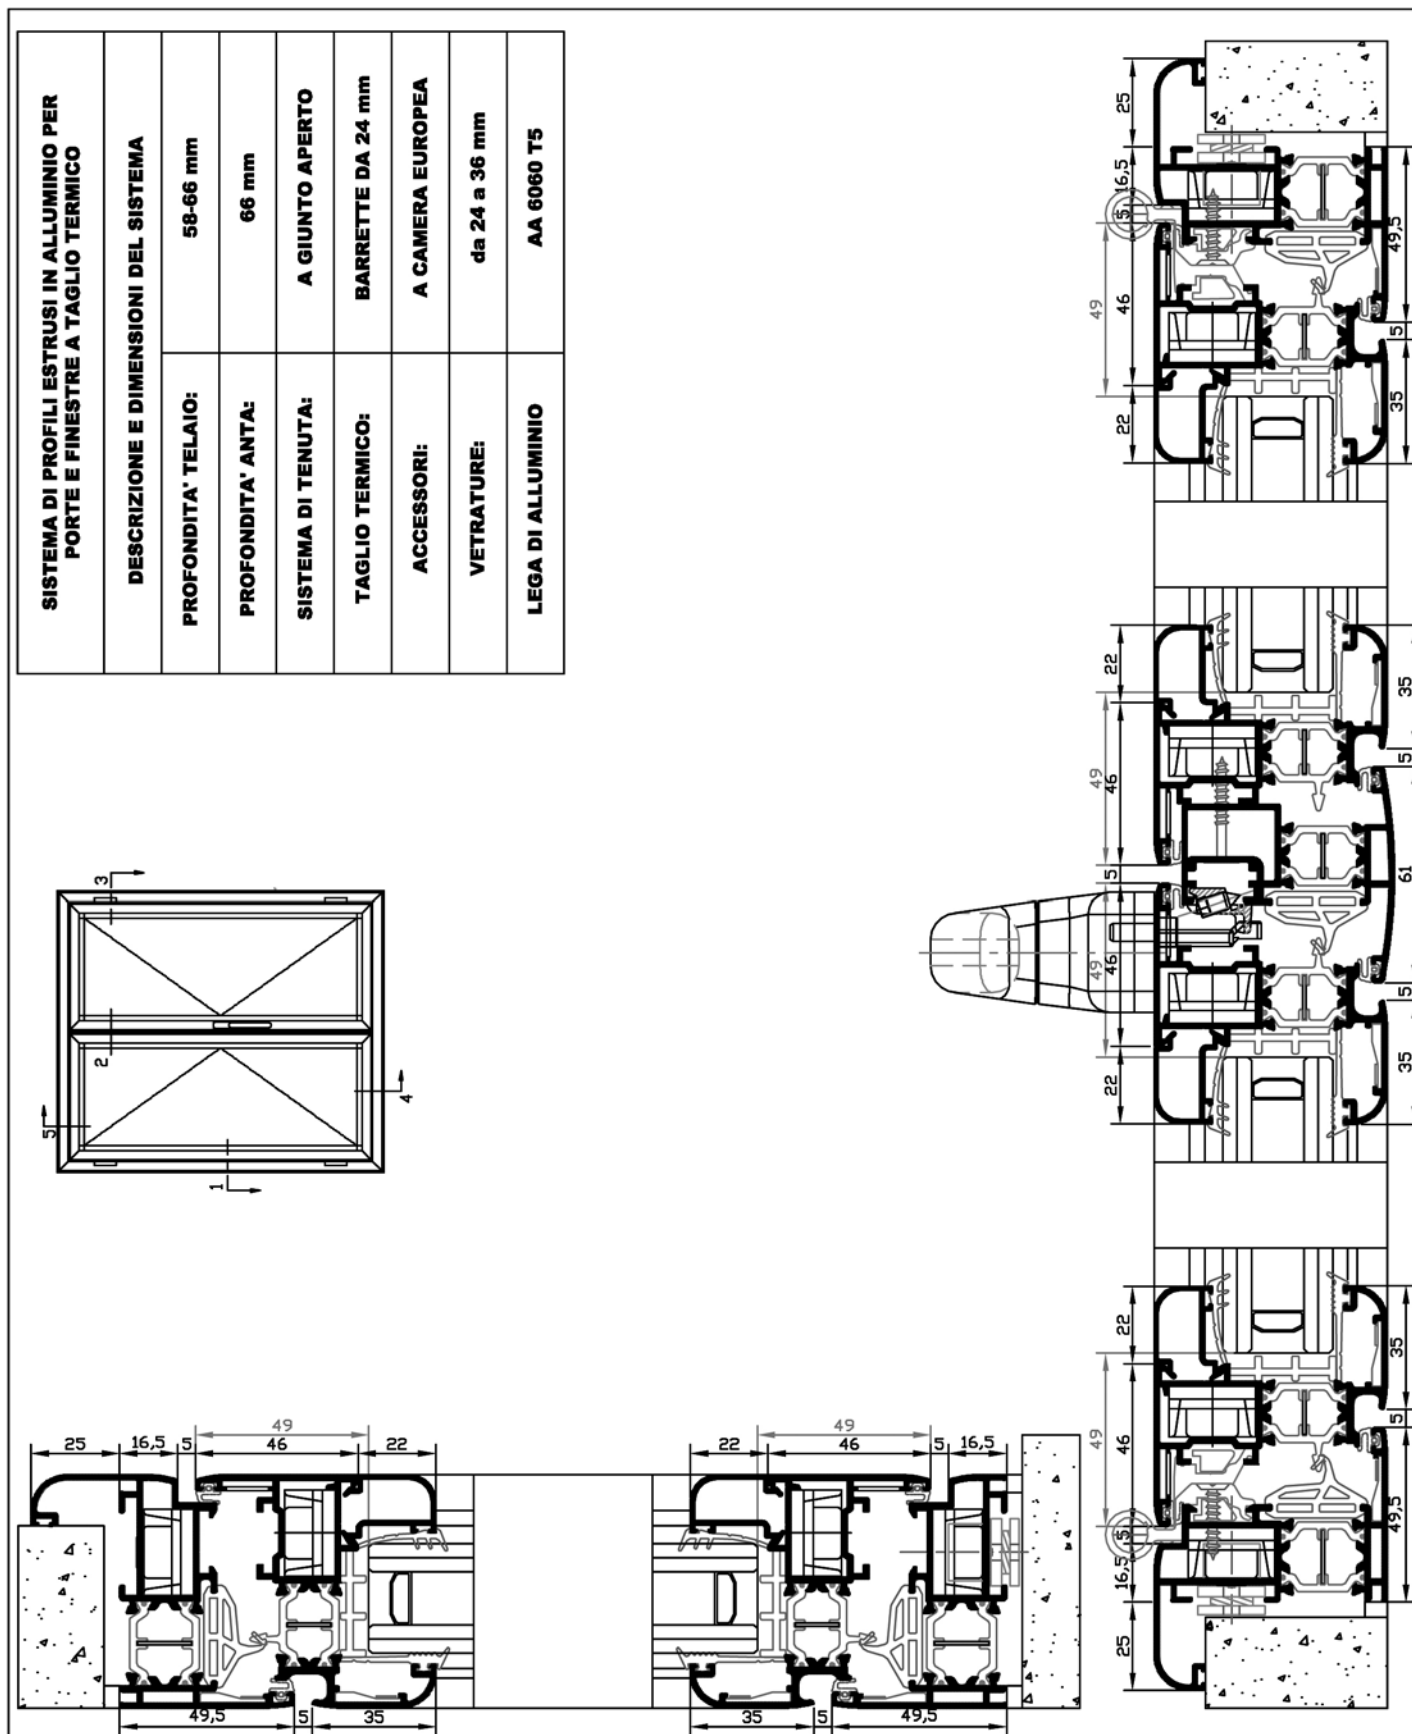 SISTEMA DI PROFILI ESTRUSI IN ALLUMINIO PER
PORTE E FINESTRE A TAGLIO TERMICO
DESCRIZIONE E DIMENSIONI DEL SISTEMA
PROFONDITA' TELAIO: 58-66 mm
PROFONDITA' ANTA: 66 mm
SISTEMA DI TENUTA: A GIUNTO APERTO
TAGLIO TERMICO: BARRETTE DA 24 mm
ACCESSORI: A CAMERA EUROPEA
VETRATURE: da 24 a 36 mm
LEGA DI ALLUMINIO AA 6060 T5
5
4
1
2
3
49
25 16,5 5 46 22
49,5 5 35
49
22 46 5 16,5
35 5 49,5
49 49 49 49
25 16,5 5 46 22 22 46 5 46 22 22 46 5 16,5 25
49,5 5 35 35 5 61 5 35 35 5 49,5